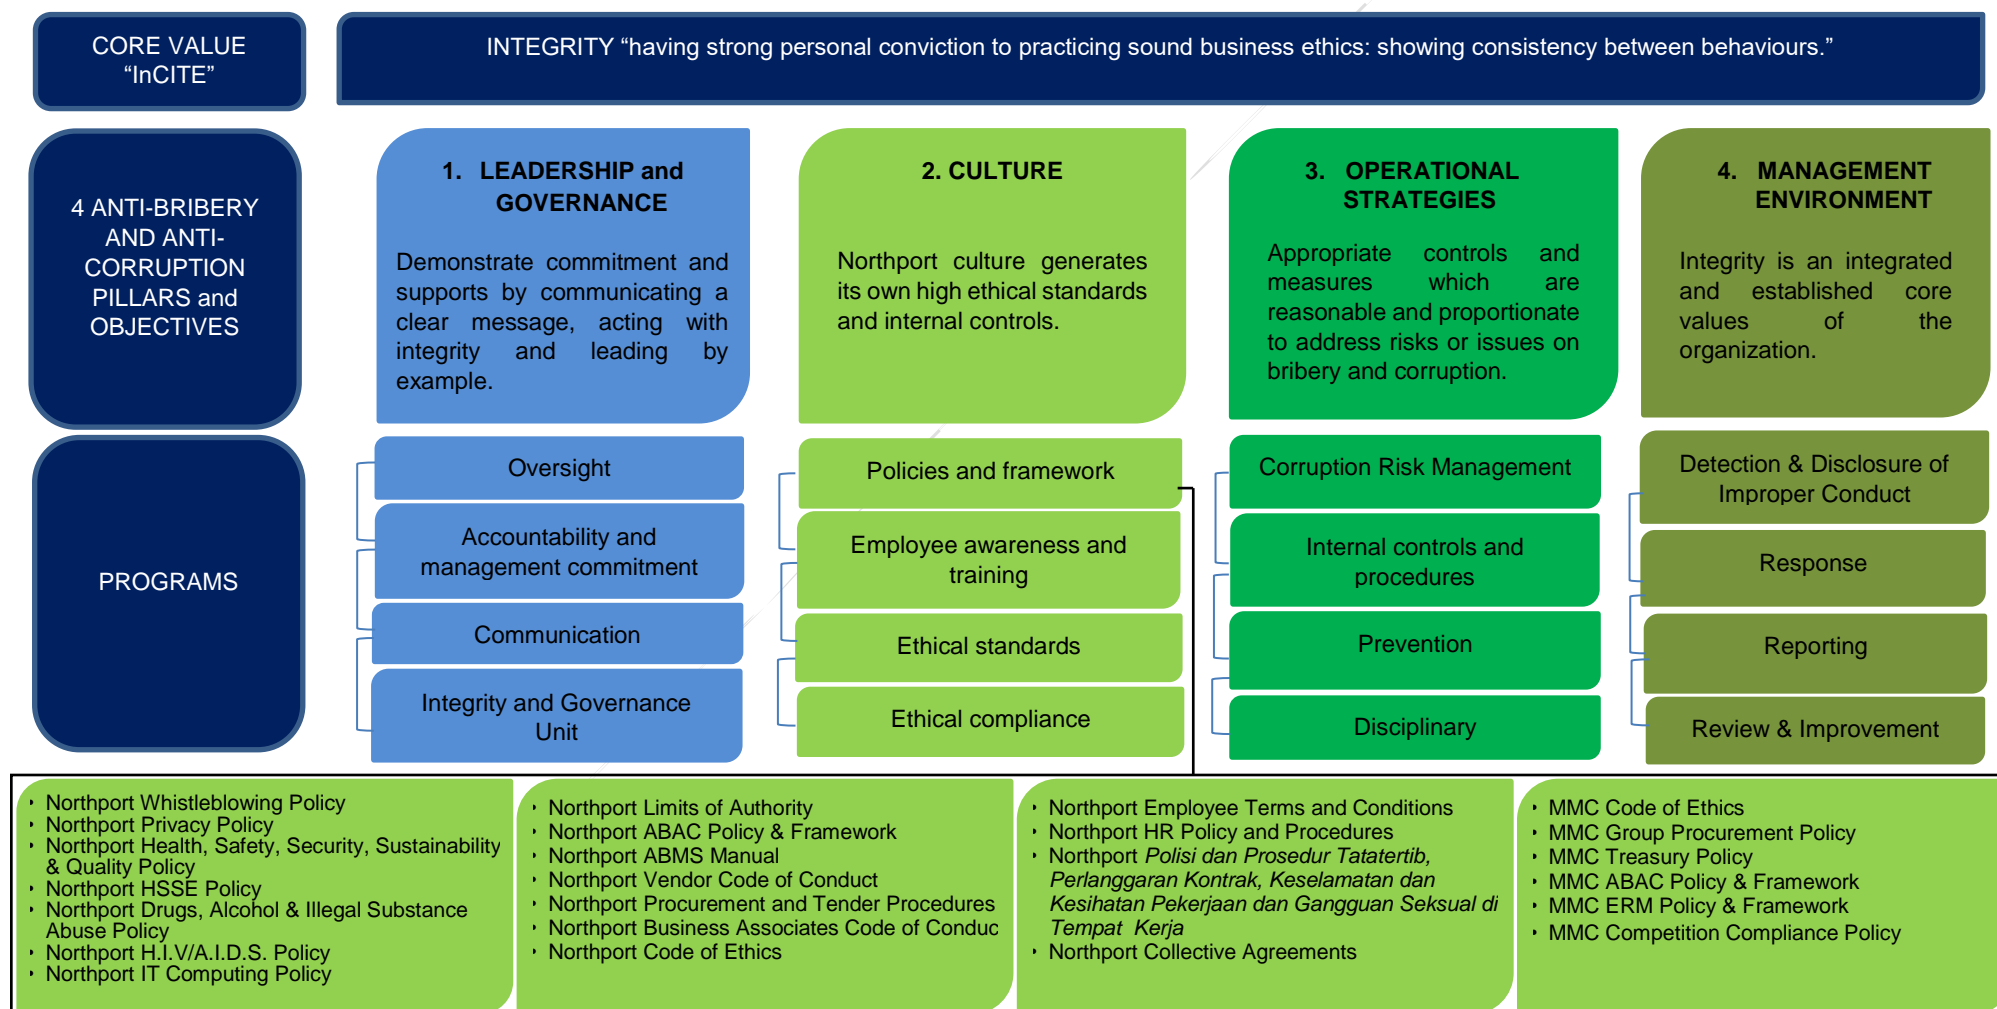 CORE VALUE
“InCITE”
INTEGRITY “having strong personal conviction to practicing sound business ethics: showing consistency between behaviours.”
4 ANTI-BRIBERY
AND ANTI-
CORRUPTION
PILLARS and
OBJECTIVES
1. LEADERSHIP and
GOVERNANCE
Demonstrate commitment and
supports by communicating a
clear message, acting with
integrity and leading by
example.
2. CULTURE
Northport culture generates
its own high ethical standards
and internal controls.
3. OPERATIONAL
STRATEGIES
Appropriate controls and
measures which are
reasonable and proportionate
to address risks or issues on
bribery and corruption.
4. MANAGEMENT
ENVIRONMENT
Integrity is an integrated
and established core
values of the
organization.
PROGRAMS
Oversight
Accountability and
management commitment
Communication
Integrity and Governance
Unit
Policies and framework
Employee awareness and
training
Ethical standards
Ethical compliance
Corruption Risk Management
Internal controls and
procedures
Prevention
Disciplinary
Detection & Disclosure of
Improper Conduct
Response
Reporting
Review & Improvement
• Northport Whistleblowing Policy
• Northport Privacy Policy
• Northport Health, Safety, Security, Sustainability
& Quality Policy
• Northport HSSE Policy
• Northport Drugs, Alcohol & Illegal Substance
Abuse Policy
• Northport H.I.V/A.I.D.S. Policy
• Northport IT Computing Policy
• Northport Limits of Authority
• Northport ABAC Policy & Framework
• Northport ABMS Manual
• Northport Vendor Code of Conduct
• Northport Procurement and Tender Procedures
• Northport Business Associates Code of Conduc
• Northport Code of Ethics
• Northport Employee Terms and Conditions
• Northport HR Policy and Procedures
• Northport Polisi dan Prosedur Tatatertib,
Perlanggaran Kontrak, Keselamatan dan
Kesihatan Pekerjaan dan Gangguan Seksual di
Tempat Kerja
• Northport Collective Agreements
• MMC Code of Ethics
• MMC Group Procurement Policy
• MMC Treasury Policy
• MMC ABAC Policy & Framework
• MMC ERM Policy & Framework
• MMC Competition Compliance Policy